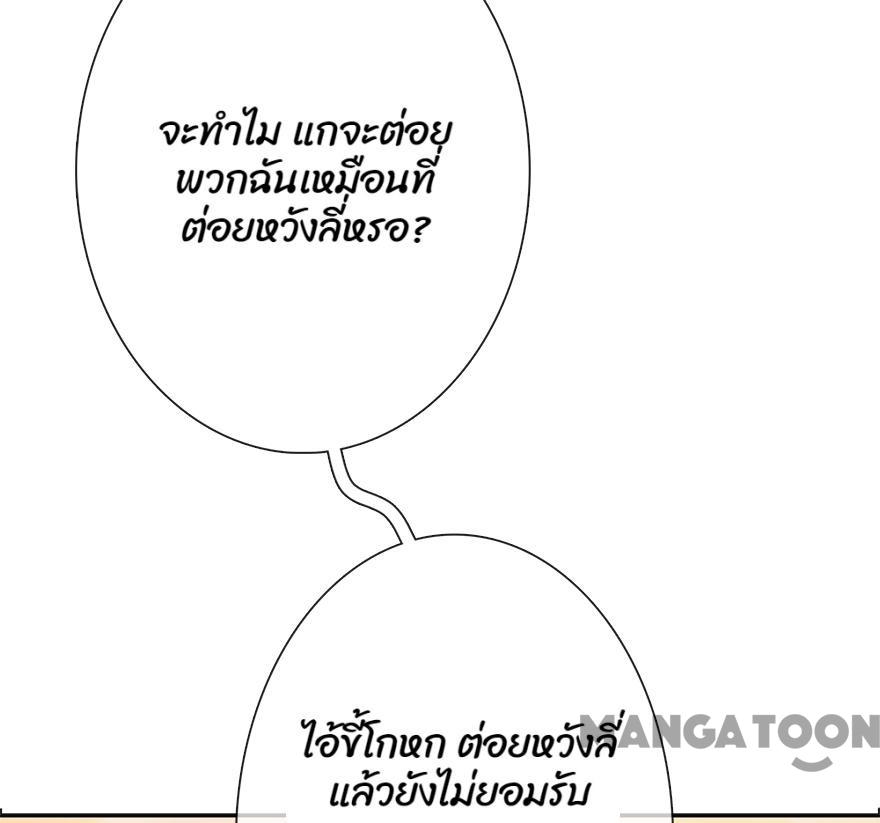 จะทำไม แกจะต่อย
พวกฉันเหมือนที่
ต่อยหวังลี่หรอ?
ไอ้ขี้โกหก ต่อยหวังลี่
แล้วยังไม่ยอมรับ
MANGATOON